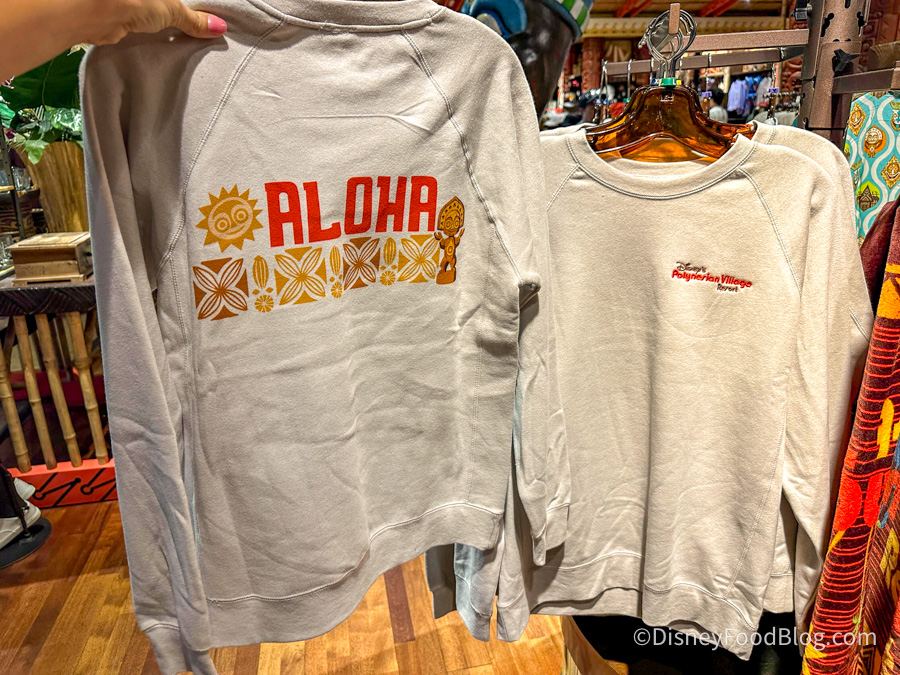 ALOHA
Disney's
Polynesian Village
Resort
©DisneyFoodBlog.com